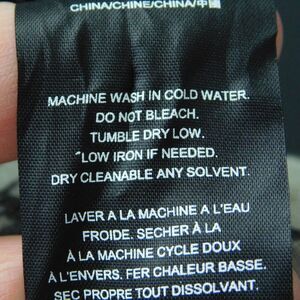 CHINA/CHINE/CHINA/中國
MACHINE WASH IN COLD WATER.
DO NOT BLEACH.
TUMBLE DRY LOW.
"LOW IRON IF NEEDED.
DRY CLEANABLE ANY SOLVENT.
LAVER A LA MACHINE A L'EAU
FROIDE. SECHER À LA
À LA MACHINE CYCLE DOUX
À L'ENVERS. FER CHALEUR BASSE.
SEC PROPRE TOUT DISSOLVANT.